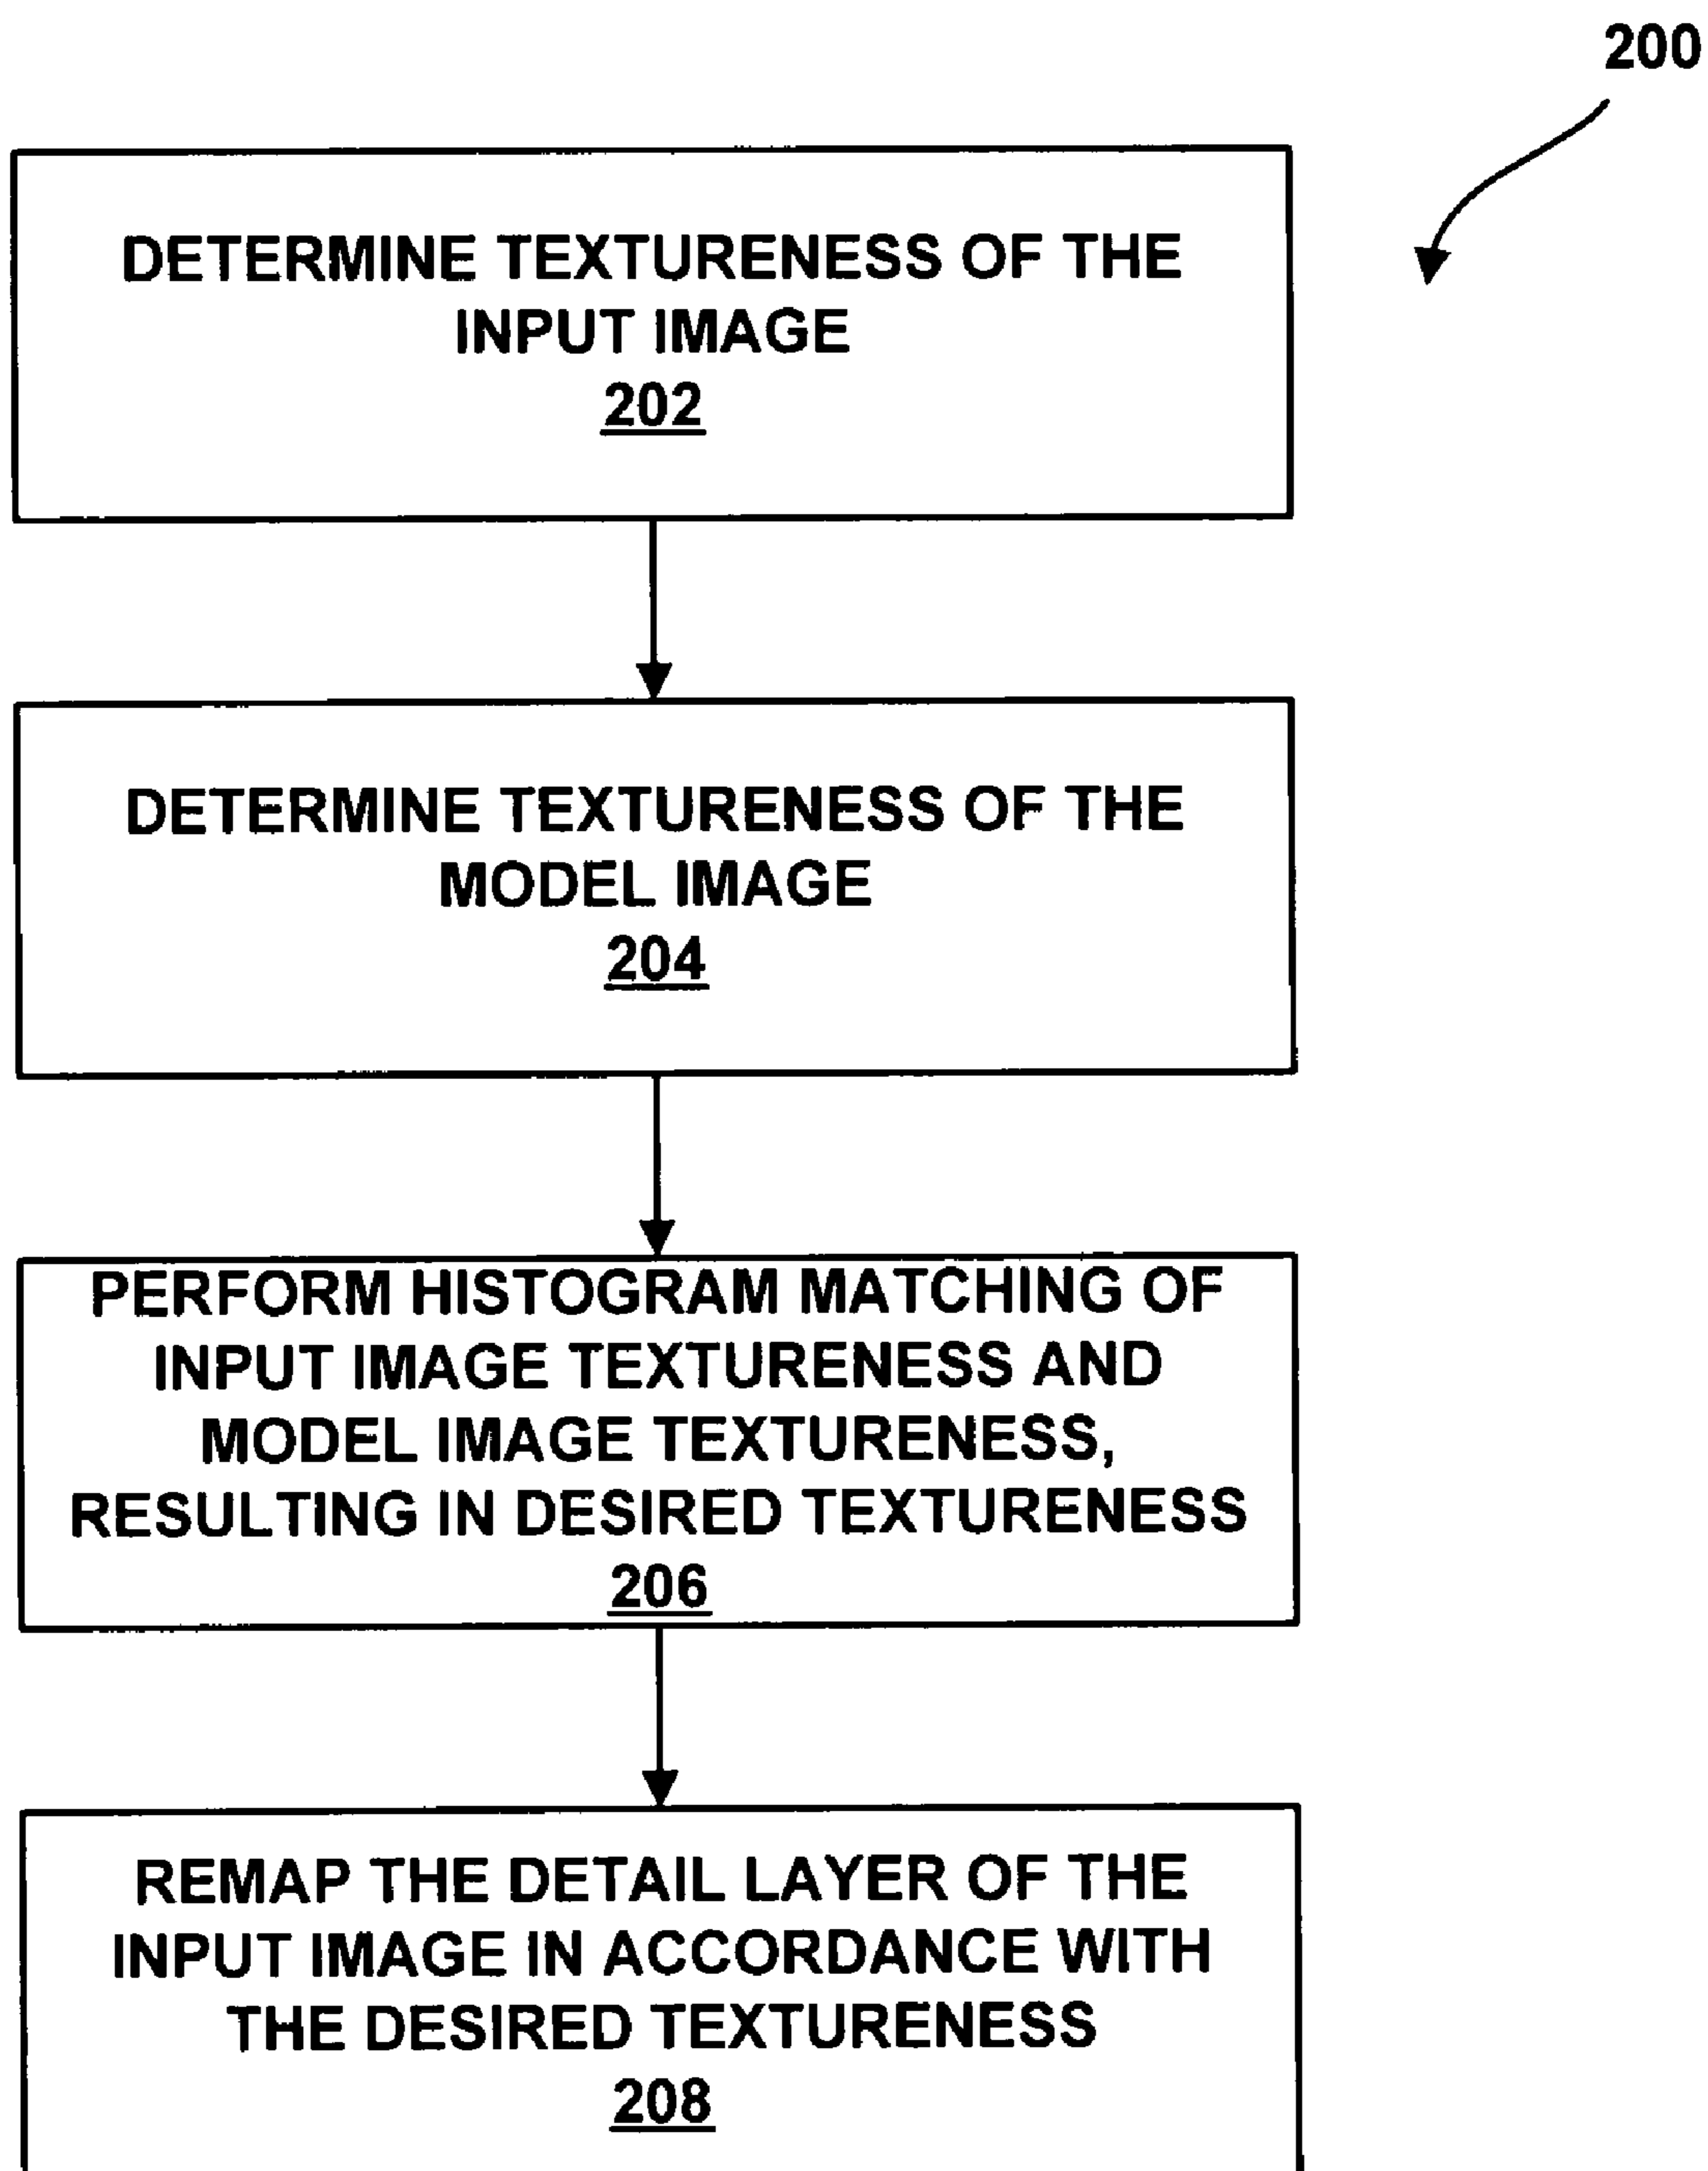 200
DETERMINE TEXTURENESS OF THE
INPUT IMAGE
202
DETERMINE TEXTURENESS OF THE
MODEL IMAGE
204
PERFORM HISTOGRAM MATCHING OF
INPUT IMAGE TEXTURENESS AND
MODEL IMAGE TEXTURENESS,
RESULTING IN DESIRED TEXTURENESS
206
REMAP THE DETAIL LAYER OF THE
INPUT IMAGE IN ACCORDANCE WITH
THE DESIRED TEXTURENESS
208